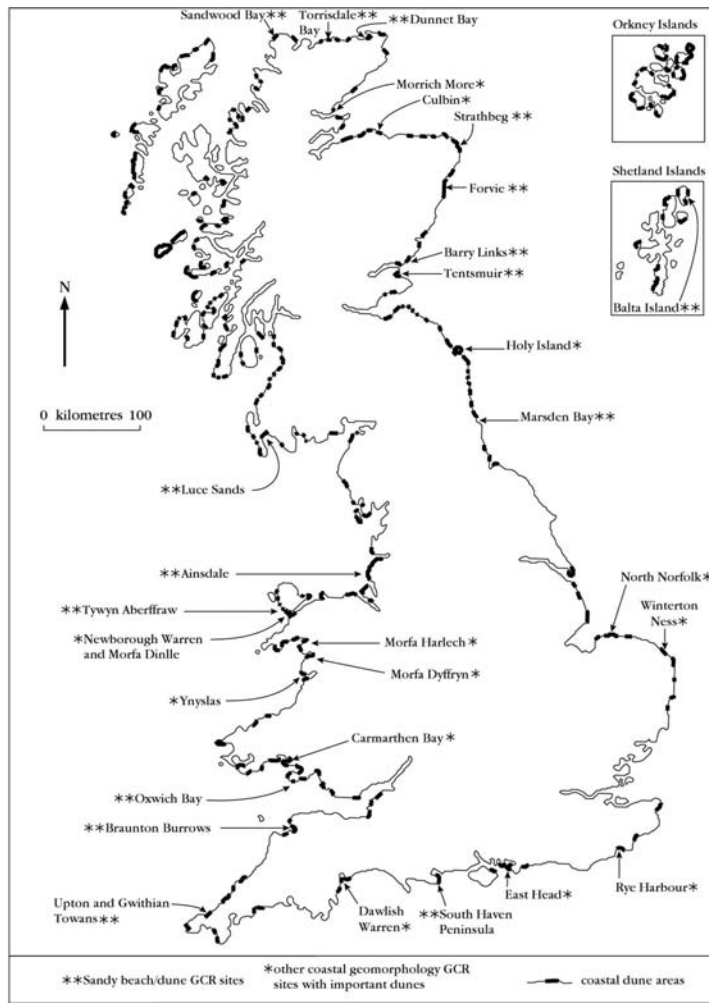 Sandwood Bay**
Torrisdale**
Bay
**Dunnet Bay
Orkney Islands
Morrich More*
Culbin*
Strathbeg **
Shetland Islands
Forvie **
Barry Links**
Tentsmuir**
Balta Island**
N
Holy Island*
0 kilometres 100
Marsden Bay**
**Luce Sands
**Ainsdale
North Norfolk*
**Tywyn Aberffraw
Winterton
Ness*
*Newborough Warren
and Morfa Dinlle
Morfa Harlech*
Morfa Dyffryn*
*Ynyslas
Carmarthen Bay*
**Oxwich Bay
**Braunton Burrows
Upton and Gwithian
Towans**
Dawlish
Warren*
**South Haven
Peninsula
East Head*
Rye Harbour*
**Sandy beach/dune GCR sites
*other coastal geomorphology GCR
sites with important dunes
coastal dune areas